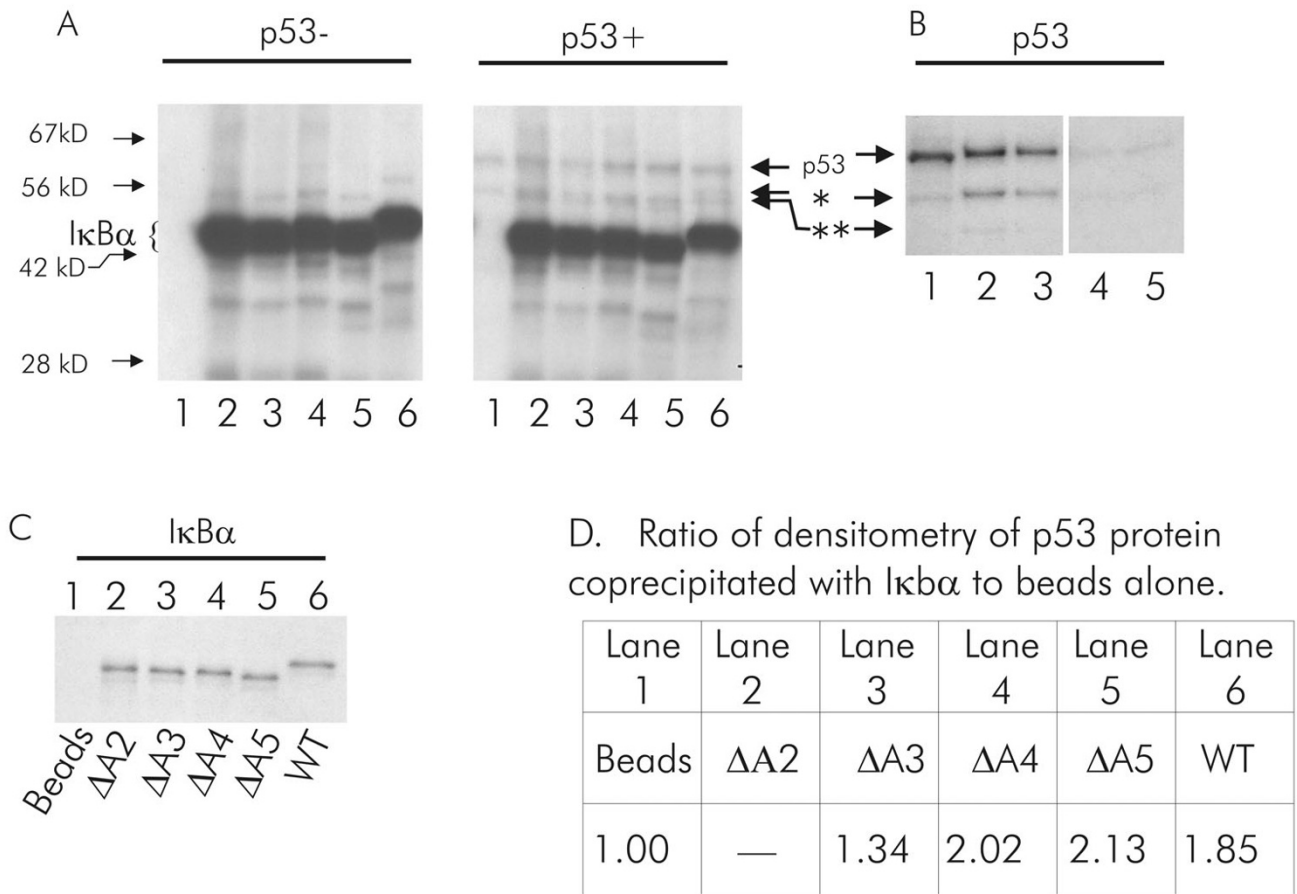 A
p53-
p53+
67kD
56 kD
IκBα {
42 kD
28 kD
1 2 3 4 5 6
1 2 3 4 5 6
p53
*
**
B
p53
1 2 3 4 5
C
IκBα
1 2 3 4 5 6
Beads ΔA2 ΔA3 ΔA4 ΔA5 WT
D. Ratio of densitometry of p53 protein
coprecipitated with Iκbα to beads alone.
Lane 1 Lane 2 Lane 3 Lane 4 Lane 5 Lane 6
Beads ΔA2 ΔA3 ΔA4 ΔA5 WT
1.00 — 1.34 2.02 2.13 1.85